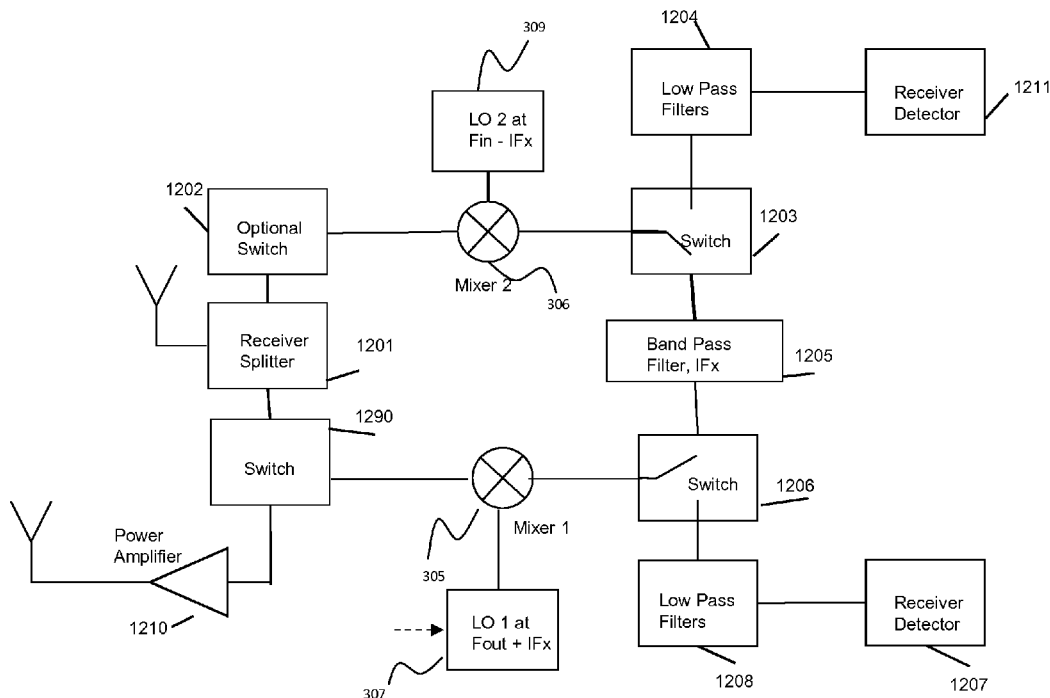 309
1204
LO 2 at
Fin - IFx
Low Pass
Filters
Receiver
Detector
1211
1202
Optional
Switch
Mixer 2
306
Switch
1203
Receiver
Splitter
1201
Band Pass
Filter, IFx
1205
1290
Switch
Mixer 1
305
Switch
1206
Power
Amplifier
1210
LO 1 at
Fout + IFx
307
Low Pass
Filters
1208
Receiver
Detector
1207